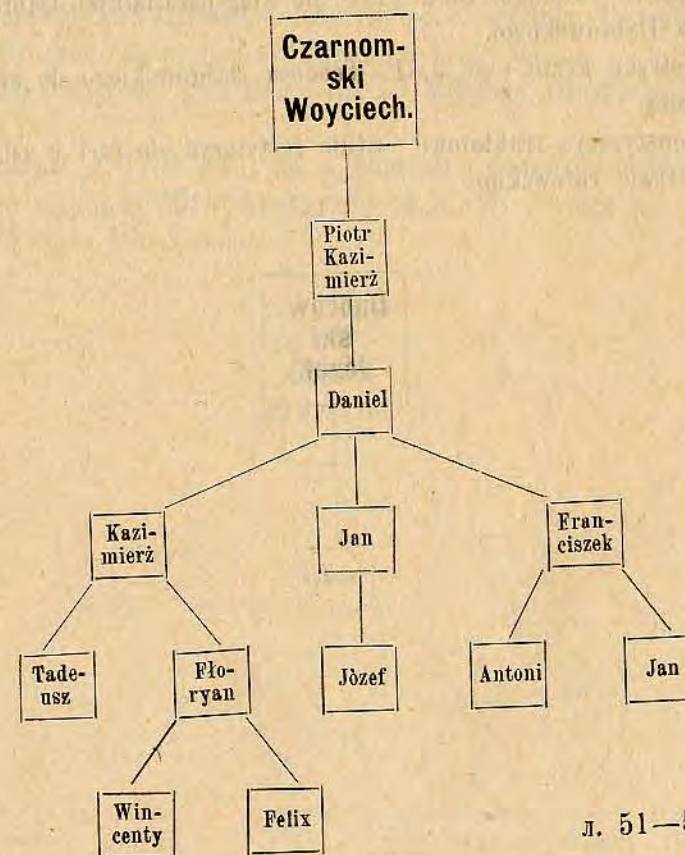 Czarnom-
ski
Woyciech.
Piotr
Kazi-
mierż
Daniel
Kazi-
mierż
Jan
Fran-
ciszek
Tade-
usz
Fło-
ryan
Jòzef
Antoni
Jan
Win-
centy
Felix
л. 51—